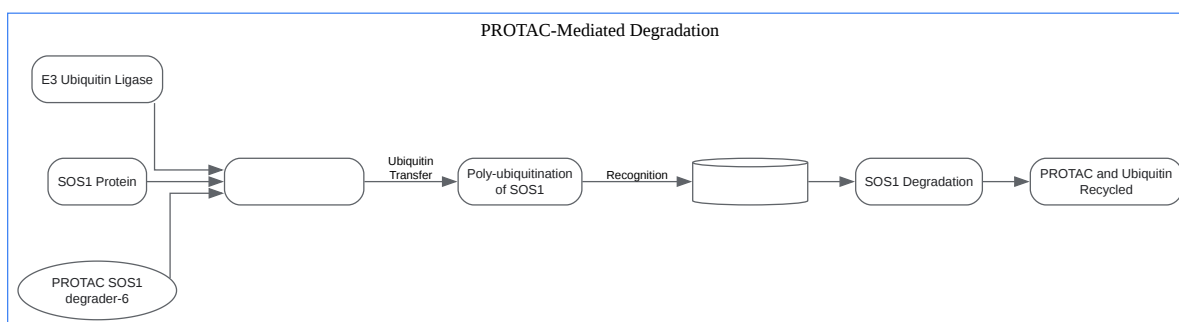 PROTAC-Mediated Degradation
E3 Ubiquitin Ligase
SOS1 Protein
PROTAC SOS1
degrader-6
Ubiquitin
Transfer
Poly-ubiquitination
of SOS1
Recognition
SOS1 Degradation
PROTAC and Ubiquitin
Recycled